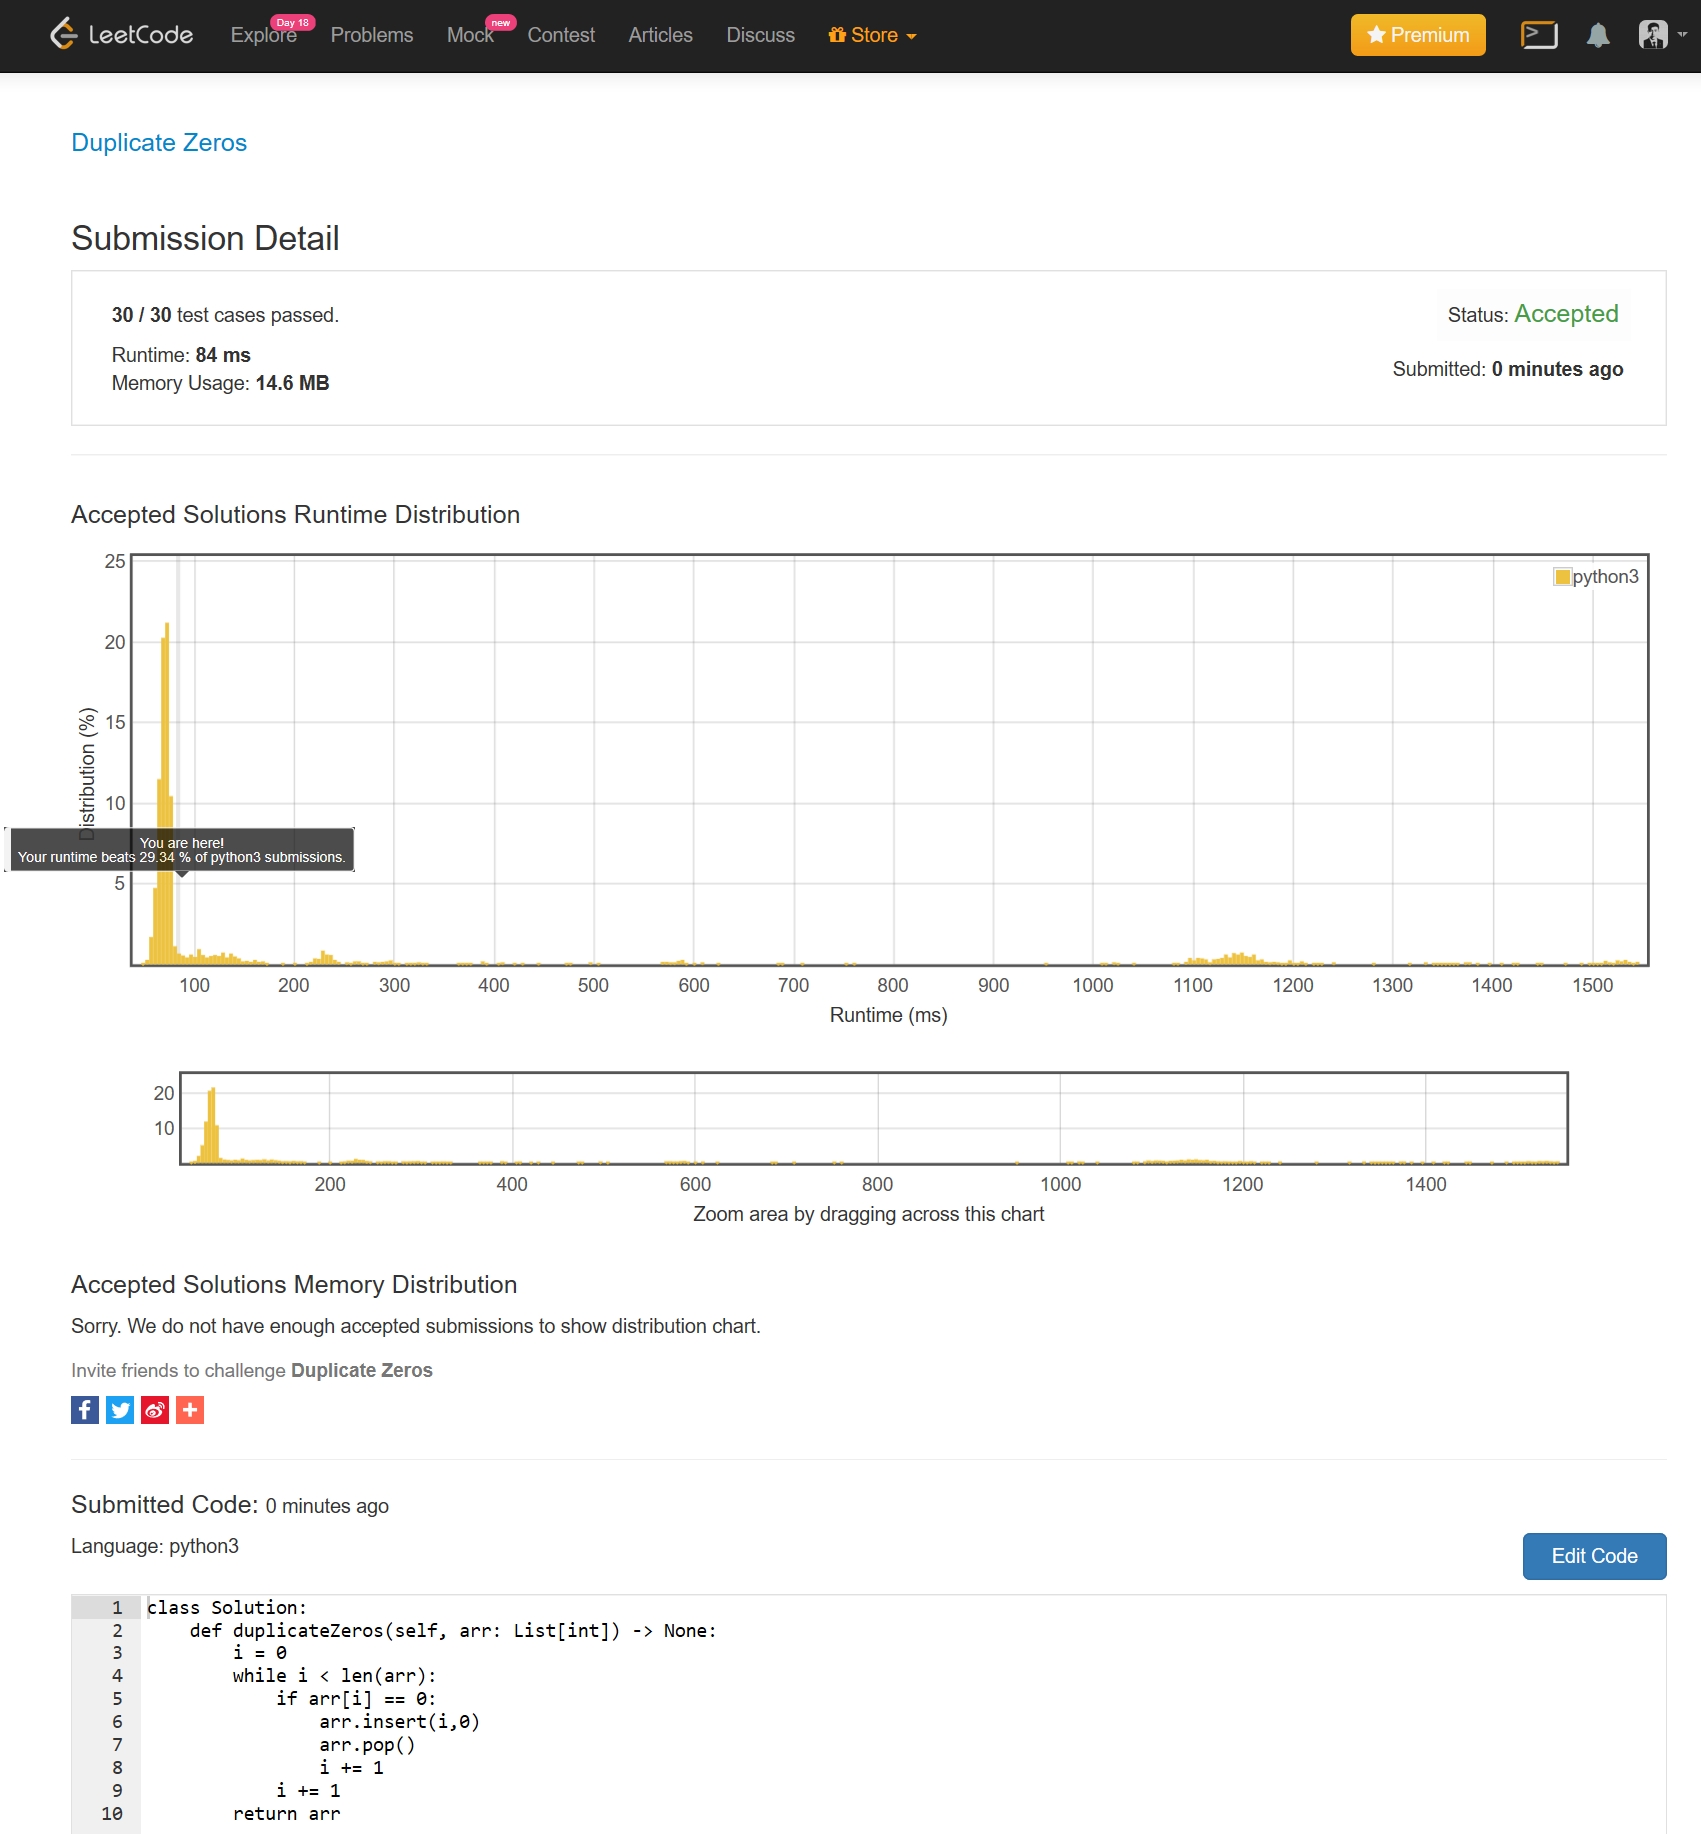 LeetCode Explore Day 18 Problems Mock new Contest Articles Discuss Store Premium
Duplicate Zeros
Submission Detail
30 / 30 test cases passed.
Status: Accepted
Runtime: 84 ms
Submitted: 0 minutes ago
Memory Usage: 14.6 MB
Accepted Solutions Runtime Distribution
25
python3
20
15
Distribution (%)
10
You are here!
Your runtime beats 29.34 % of python3 submissions.
5
100 200 300 400 500 600 700 800 900 1000 1100 1200 1300 1400 1500
Runtime (ms)
20
10
200 400 600 800 1000 1200 1400
Zoom area by dragging across this chart
Accepted Solutions Memory Distribution
Sorry. We do not have enough accepted submissions to show distribution chart.
Invite friends to challenge Duplicate Zeros
Submitted Code: 0 minutes ago
Language: python3
Edit Code
1 class Solution:
2     def duplicateZeros(self, arr: List[int]) -> None:
3         i = 0
4         while i < len(arr):
5             if arr[i] == 0:
6                 arr.insert(i,0)
7                 arr.pop()
8                 i += 1
9             i += 1
10         return arr